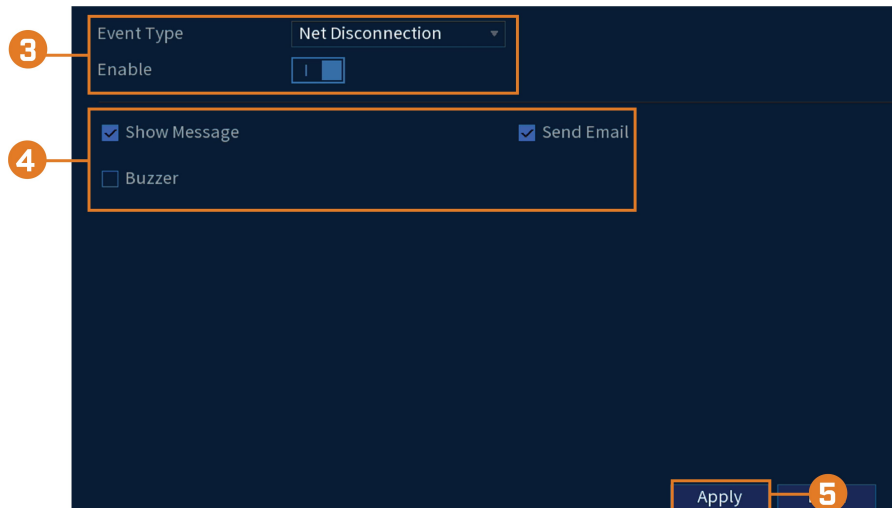 3
Event Type Net Disconnection
Enable
4
Show Message Send Email
Buzzer
Apply 5